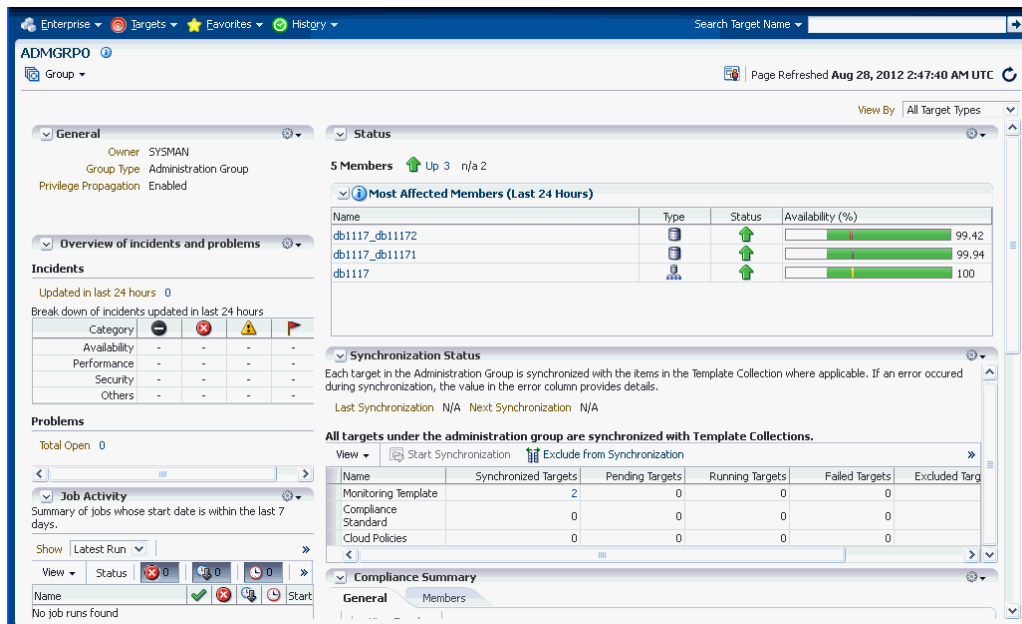 Enterprise Targets Favorites History Search Target Name
ADMGRP0
Group Page Refreshed Aug 28, 2012 2:47:40 AM UTC
View By All Target Types
General
Owner SYSMAN
Group Type Administration Group
Privilege Propagation Enabled
Overview of incidents and problems
Incidents
Updated in last 24 hours 0
Break down of incidents updated in last 24 hours
Category
Availability - - - -
Performance - - - -
Security - - - -
Others - - - -
Problems
Total Open 0
Job Activity
Summary of jobs whose start date is within the last 7
days.
Show Latest Run »
View Status 0 0 0 »
Name Start
No job runs found
Status
5 Members Up 3 n/a 2
Most Affected Members (Last 24 Hours)
Name Type Status Availability (%)
db1117_db11172 99.42
db1117_db11171 99.94
db1117 100
Synchronization Status
Each target in the Administration Group is synchronized with the items in the Template Collection where applicable. If an error occured
during synchronization, the value in the error column provides details.
Last Synchronization N/A Next Synchronization N/A
All targets under the administration group are synchronized with Template Collections.
View Start Synchronization Exclude from Synchronization »
Name Synchronized Targets Pending Targets Running Targets Failed Targets Excluded Targ
Monitoring Template 2 0 0 0
Compliance
Standard 0 0 0 0
Cloud Policies 0 0 0 0
Compliance Summary
General Members